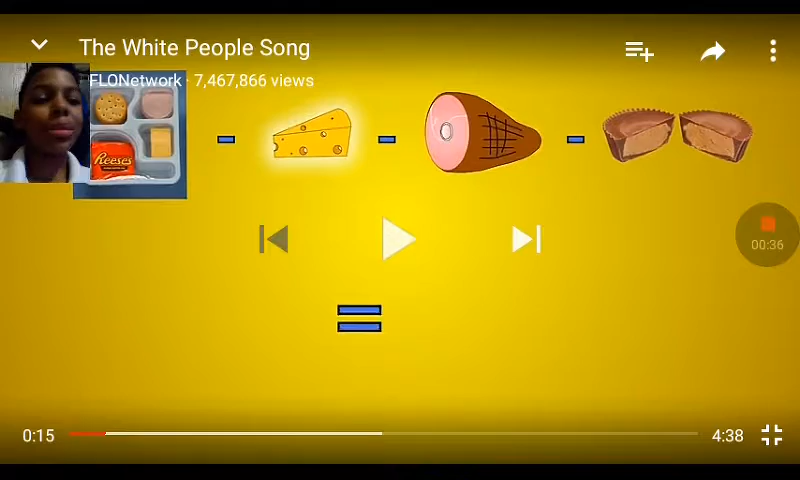 The White People Song
FLONetwork · 7,467,866 views
Reeses
00:36
0:15
4:38